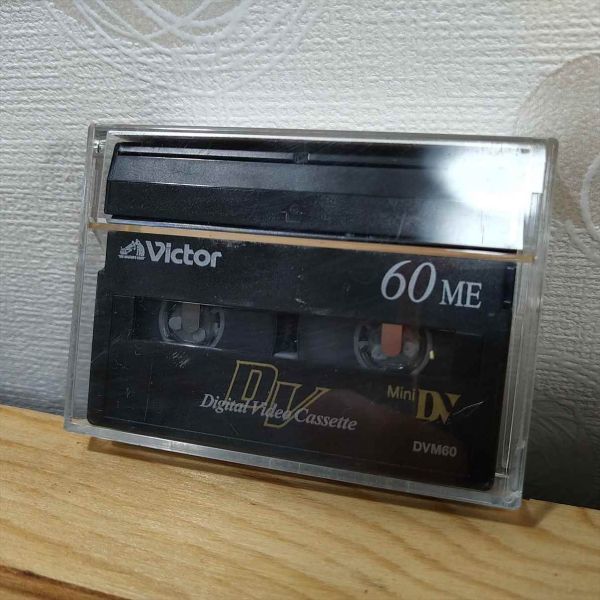 Victor
60 ME
DV
Digital Video Cassette
Mini DV
DVM60